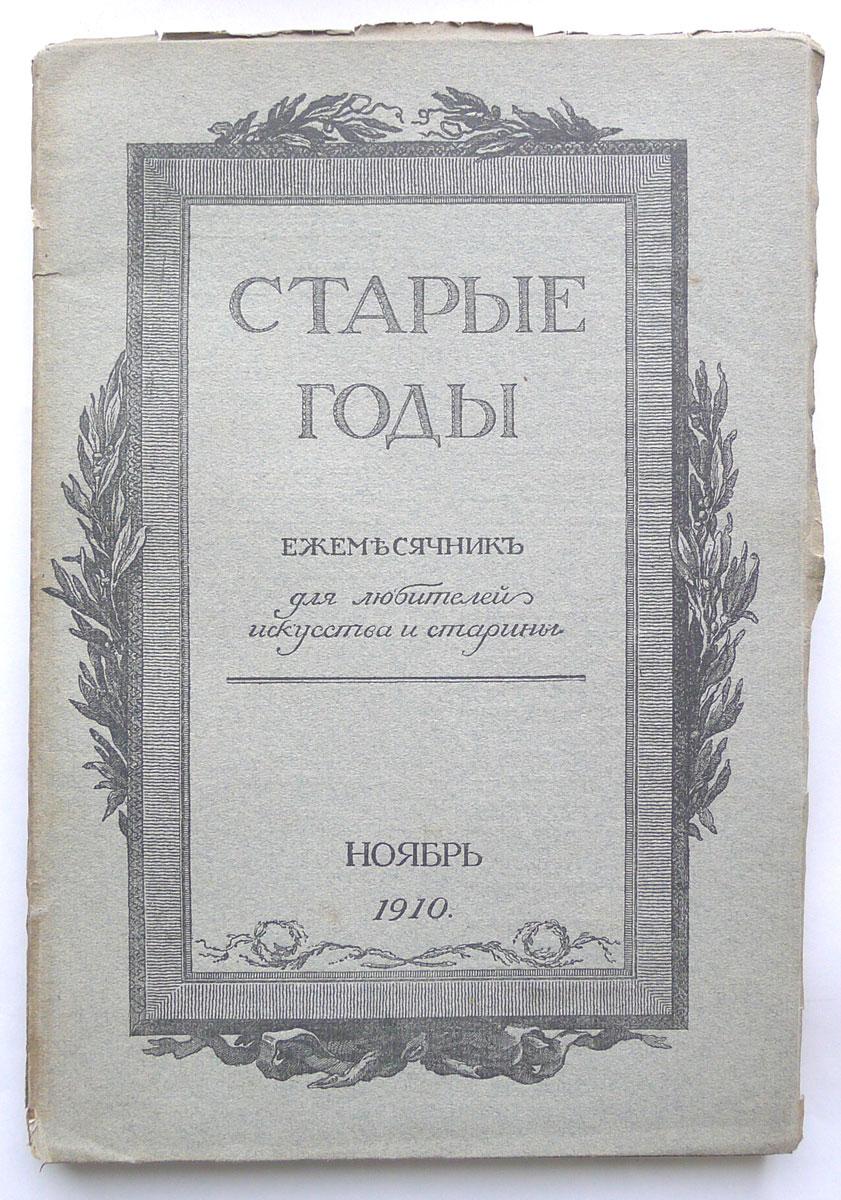 СТАРЫЕ
ГОДЫ
ЕЖЕМѢСЯЧНИКЪ
для любителей
искусства и старины
НОЯБРЬ
1910.